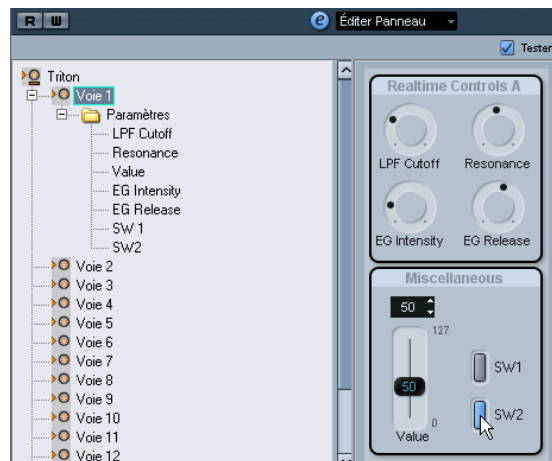 R W
e Éditer Panneau
Tester
Triton
Voie 1
Paramètres
LPF Cutoff
Resonance
Value
EG Intensity
EG Release
SW 1
SW2
Voie 2
Voie 3
Voie 4
Voie 5
Voie 6
Voie 7
Voie 8
Voie 9
Voie 10
Voie 11
Voie 12
Realtime Controls A
LPF Cutoff Resonance
EG Intensity EG Release
Miscellaneous
50
127
50
SW1
SW2
0
Value